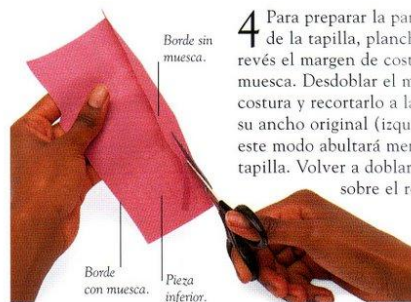 Borde sin
muesca.
4 Para preparar la par
de la tapilla, planch
revés el margen de cost
muesca. Desdoblar el m
costura y recortarlo a la
su ancho original (izqu
este modo abultará men
tapilla. Volver a doblar
sobre el r
Borde
con muesca.
Pieza
inferior.